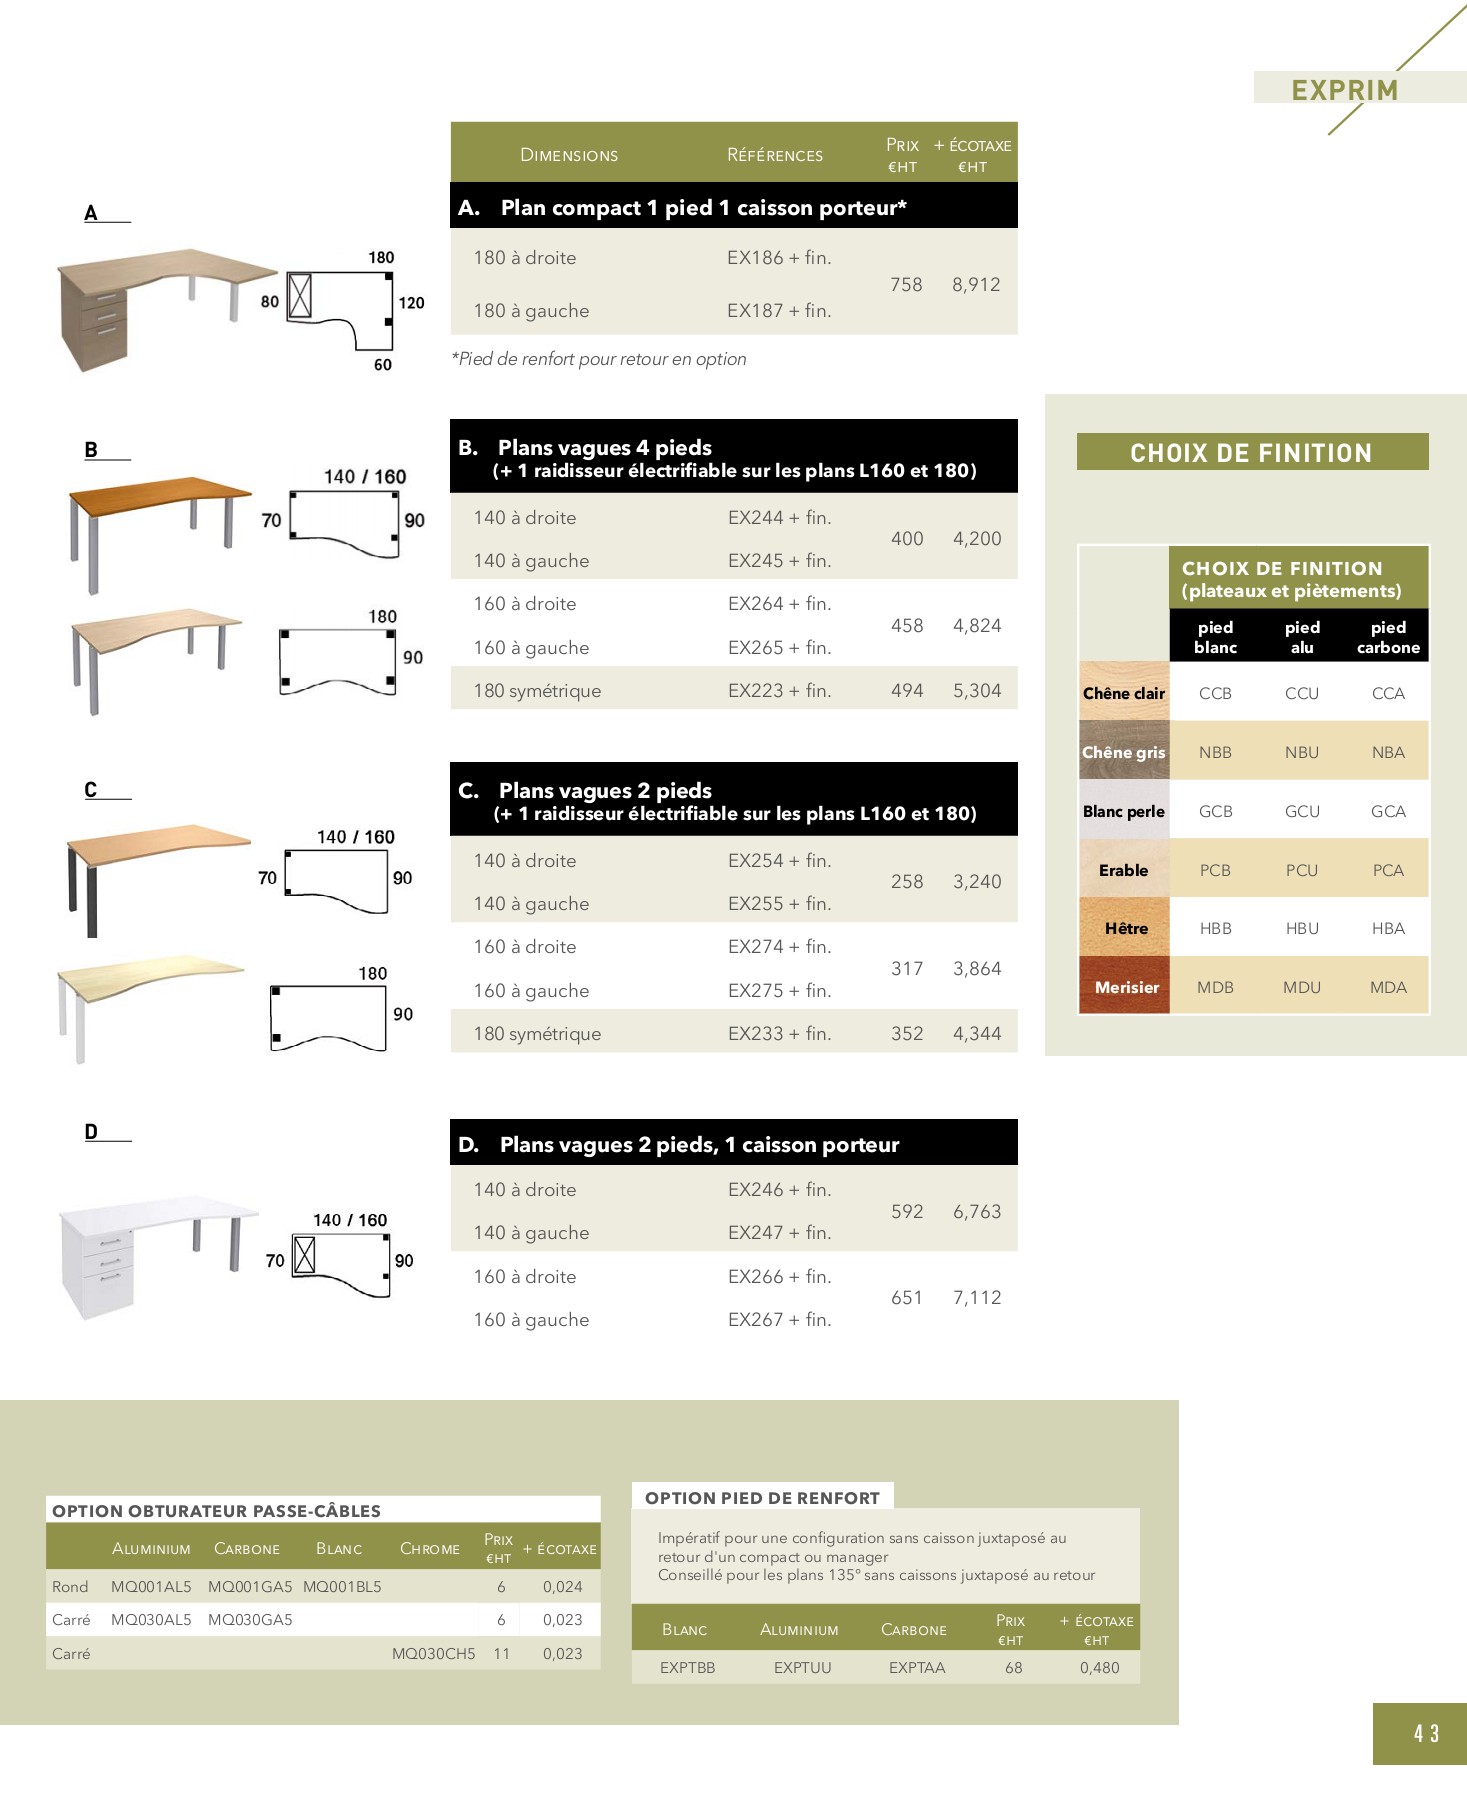 EXPRIM
DIMENSIONS RÉFÉRENCES PRIX €HT + ÉCOTAXE €HT
A
A. Plan compact 1 pied 1 caisson porteur*
180 à droite EX186 + fin.
758 8,912
180 à gauche EX187 + fin.
*Pied de renfort pour retour en option
180
80
120
60
B
B. Plans vagues 4 pieds
(+ 1 raidisseur électrifiable sur les plans L160 et 180)
140 à droite EX244 + fin.
400 4,200
140 à gauche EX245 + fin.
160 à droite EX264 + fin.
458 4,824
160 à gauche EX265 + fin.
180 symétrique EX223 + fin. 494 5,304
140 / 160
70
90
180
90
C
C. Plans vagues 2 pieds
(+ 1 raidisseur électrifiable sur les plans L160 et 180)
140 à droite EX254 + fin.
258 3,240
140 à gauche EX255 + fin.
160 à droite EX274 + fin.
317 3,864
160 à gauche EX275 + fin.
180 symétrique EX233 + fin. 352 4,344
140 / 160
70
90
180
90
D
D. Plans vagues 2 pieds, 1 caisson porteur
140 à droite EX246 + fin.
592 6,763
140 à gauche EX247 + fin.
160 à droite EX266 + fin.
651 7,112
160 à gauche EX267 + fin.
140 / 160
70
90
CHOIX DE FINITION
CHOIX DE FINITION
(plateaux et piètements)
pied blanc pied alu pied carbone
Chêne clair CCB CCU CCA
Chêne gris NBB NBU NBA
Blanc perle GCB GCU GCA
Erable PCB PCU PCA
Hêtre HBB HBU HBA
Merisier MDB MDU MDA
OPTION OBTURATEUR PASSE-CÂBLES
ALUMINIUM CARBONE BLANC CHROME PRIX €HT + ÉCOTAXE
Rond MQ001AL5 MQ001GA5 MQ001BL5 6 0,024
Carré MQ030AL5 MQ030GA5 6 0,023
Carré MQ030CH5 11 0,023
OPTION PIED DE RENFORT
Impératif pour une configuration sans caisson juxtaposé au
retour d'un compact ou manager
Conseillé pour les plans 135° sans caissons juxtaposé au retour
BLANC ALUMINIUM CARBONE PRIX €HT + ÉCOTAXE €HT
EXPTBB EXPTUU EXPTAA 68 0,480
43